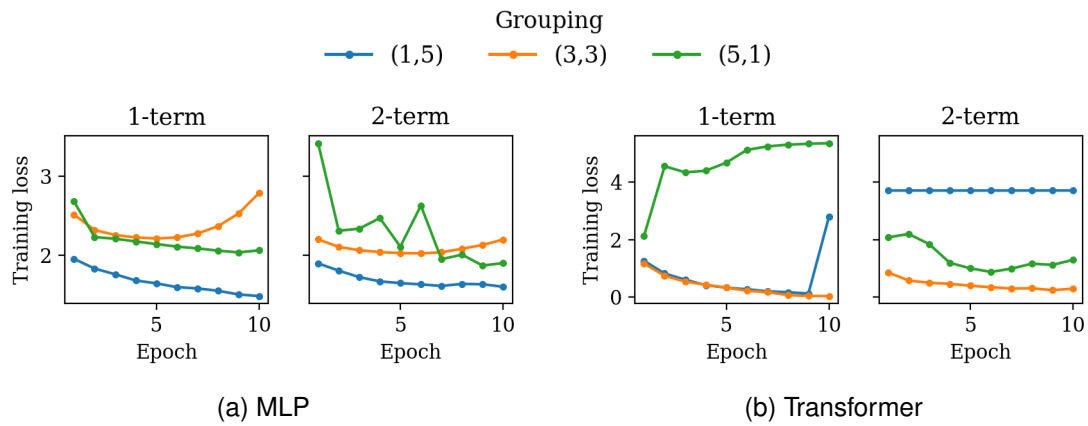 Grouping
(1,5) (3,3) (5,1)
1-term 2-term 1-term 2-term
Training loss
3
2
5 10 5 10
Epoch Epoch
Training loss
4
2
0
5 10 5 10
Epoch Epoch
(a) MLP (b) Transformer